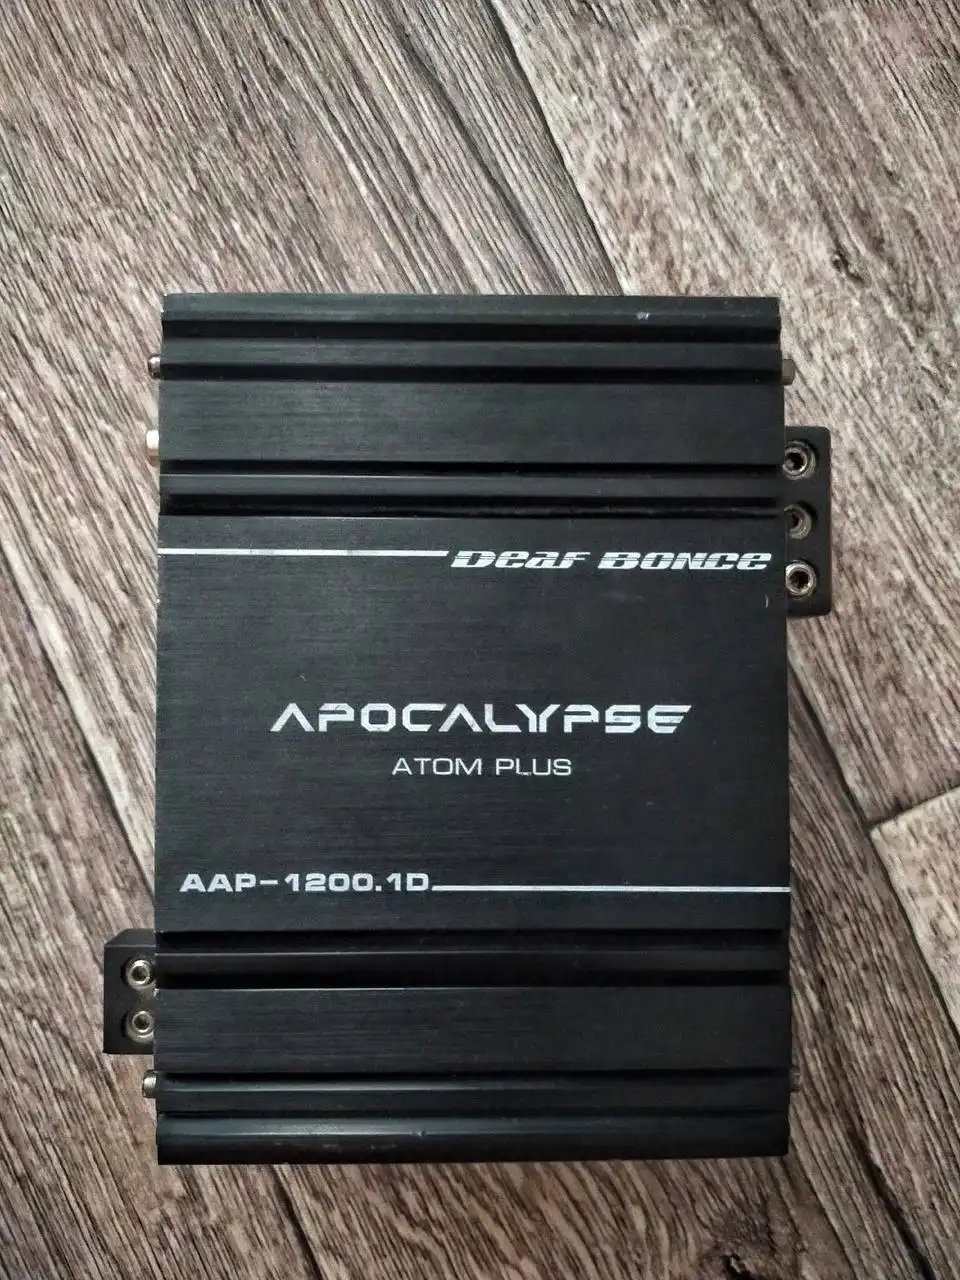 Deaf Bonce
APOCALYPSE
ATOM PLUS
AAP-1200.1D